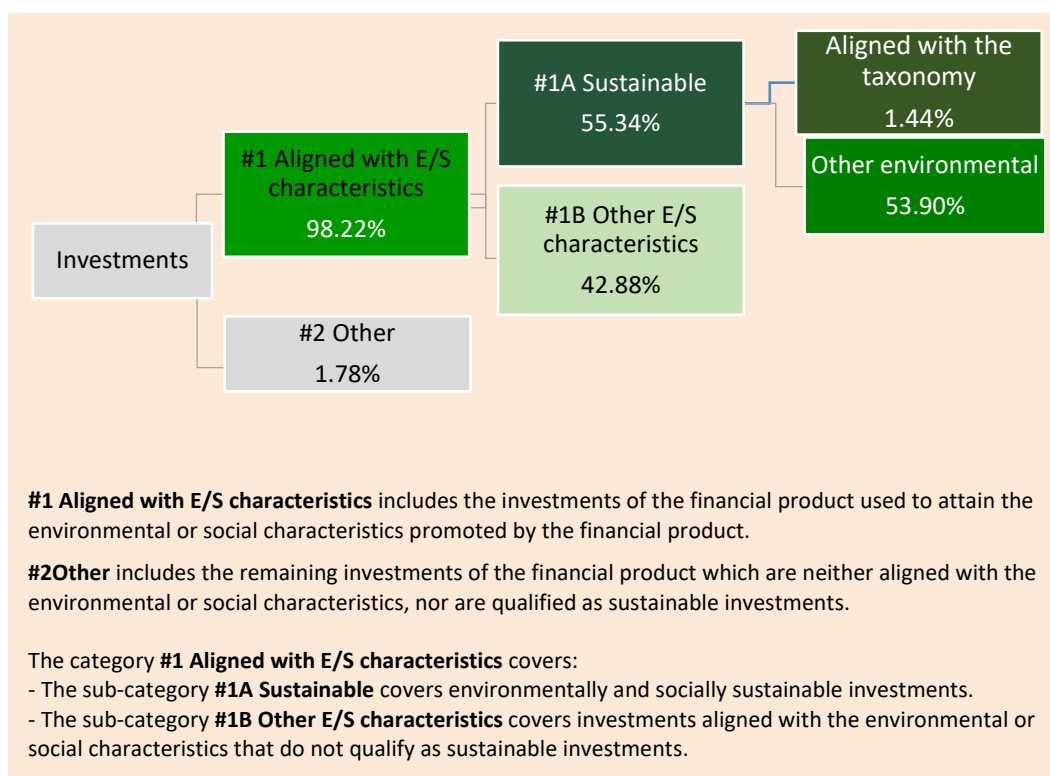 Investments
#1 Aligned with E/S
characteristics
98.22%
#2 Other
1.78%
#1A Sustainable
55.34%
#1B Other E/S
characteristics
42.88%
Aligned with the
taxonomy
1.44%
Other environmental
53.90%
#1 Aligned with E/S characteristics includes the investments of the financial product used to attain the
environmental or social characteristics promoted by the financial product.
#2Other includes the remaining investments of the financial product which are neither aligned with the
environmental or social characteristics, nor are qualified as sustainable investments.
The category #1 Aligned with E/S characteristics covers:
- The sub-category #1A Sustainable covers environmentally and socially sustainable investments.
- The sub-category #1B Other E/S characteristics covers investments aligned with the environmental or
social characteristics that do not qualify as sustainable investments.